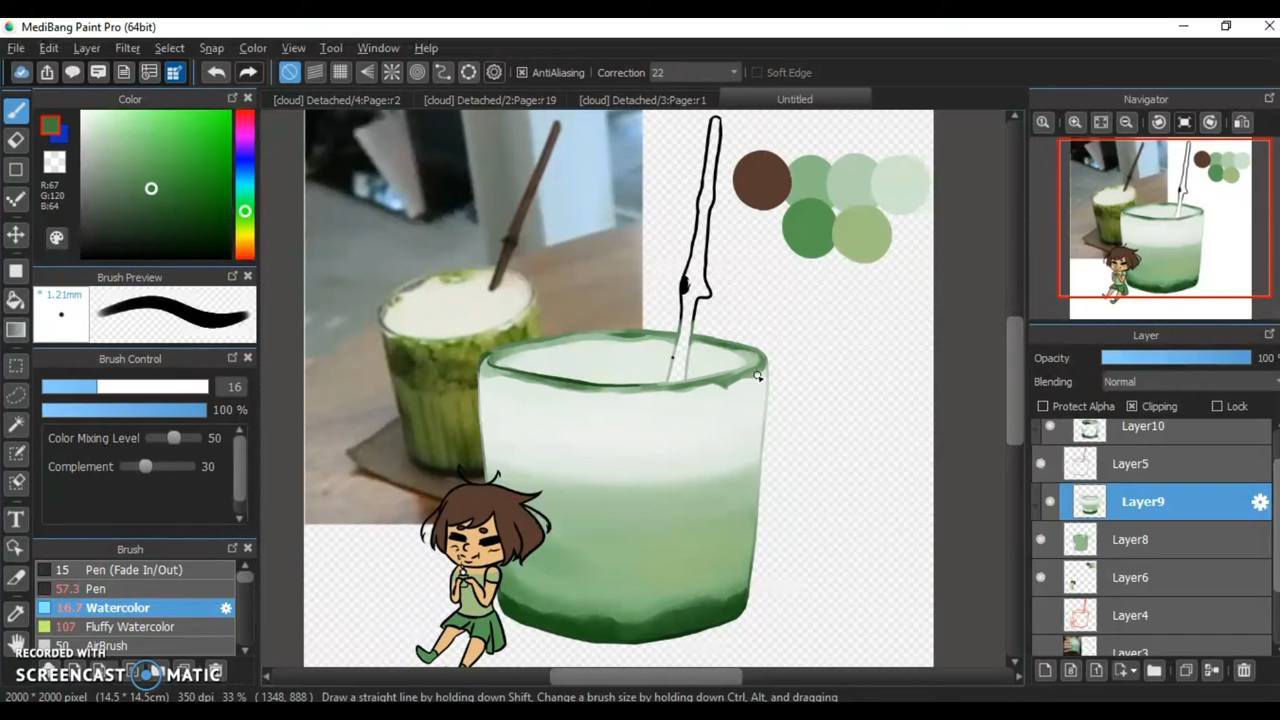 MediBang Paint Pro (64bit)
File Edit Layer Filter Select Snap Color View Tool Window Help
AntiAliasing Correction 22 Soft Edge
Color
[cloud] Detached/4:Page:r2 [cloud] Detached/2:Page:r19 [cloud] Detached/3:Page:r1 Untitled
Navigator
R:67
G:120
B:64
Brush Preview
* 1.21mm
Brush Control
16
100 %
Color Mixing Level 50
Complement 30
Brush
15 Pen (Fade In/Out)
57.3 Pen
16.7 Watercolor
107 Fluffy Watercolor
50 AirBrush
Layer
Opacity 100 %
Blending Normal
Protect Alpha Clipping Lock
Layer10
Layer5
Layer9
Layer8
Layer6
Layer4
Layer3
RECORDED WITH
SCREENCAST MATIC
2000 * 2000 pixel (14.5 * 14.5cm) 350 dpi 33 % ( 1348, 888 ) Draw a straight line by holding down Shift, Change a brush size by holding down Ctrl, Alt, and dragging